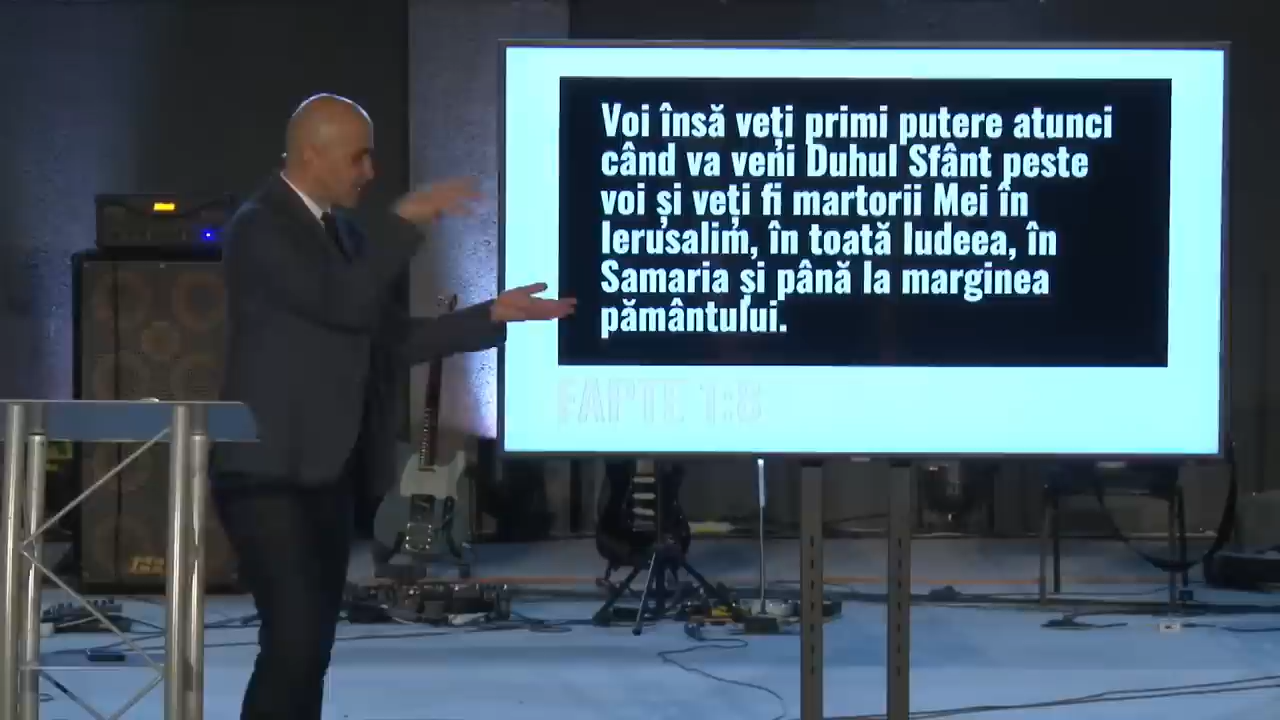 Voi însă veți primi putere atunci
când va veni Duhul Sfânt peste
voi și veți fi martorii Mei în
Ierusalim, în toată Iudeea, în
Samaria și până la marginea
pământului.
FAPTE 1:8